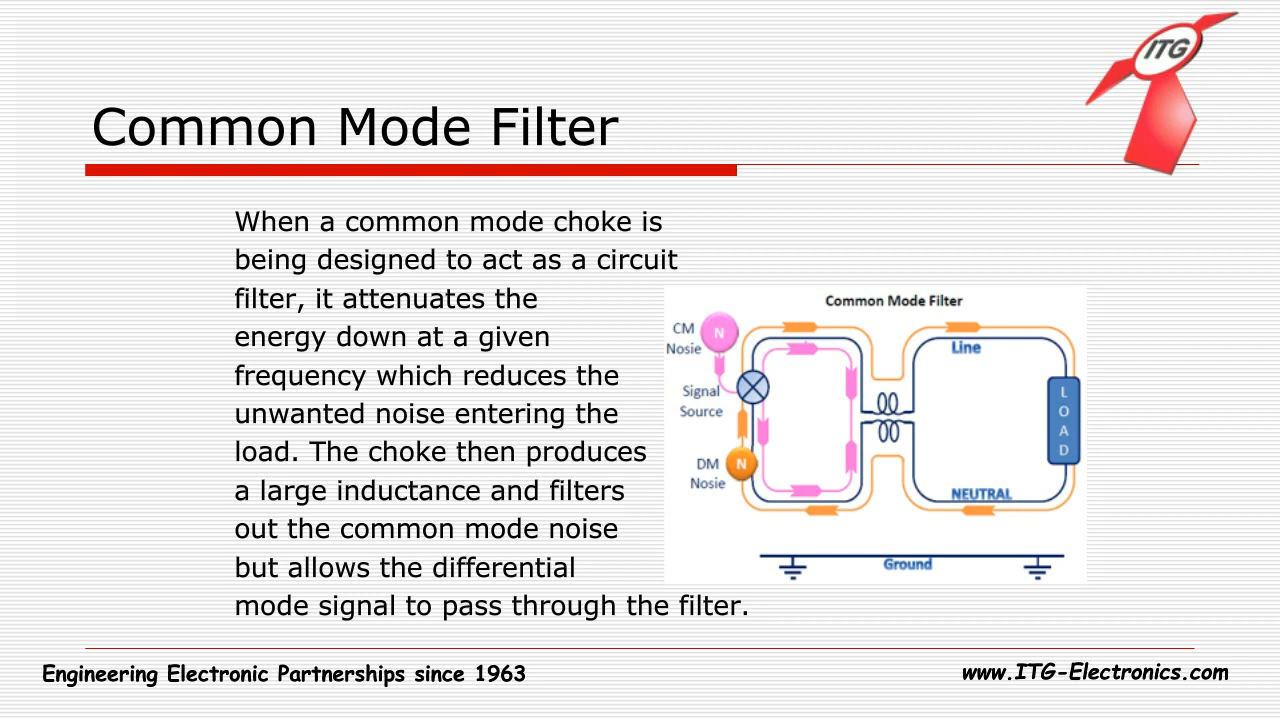 ITG
Common Mode Filter
When a common mode choke is
being designed to act as a circuit
filter, it attenuates the
energy down at a given
frequency which reduces the
unwanted noise entering the
load. The choke then produces
a large inductance and filters
out the common mode noise
but allows the differential
mode signal to pass through the filter.
Common Mode Filter
CM
Nosie
N
Signal
Source
DM
Nosie
N
Line
L
O
A
D
NEUTRAL
Ground
Engineering Electronic Partnerships since 1963
www.ITG-Electronics.com